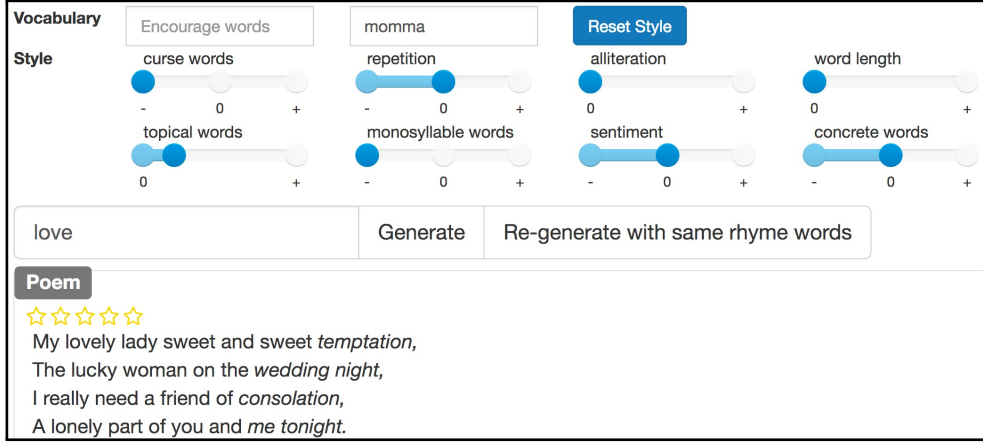 Vocabulary Encourage words momma Reset Style
Style curse words repetition alliteration word length
- 0 + - 0 + 0 + 0 +
topical words monosyllable words sentiment concrete words
0 + - 0 + - 0 + - 0 +
love Generate Re-generate with same rhyme words
Poem
My lovely lady sweet and sweet temptation,
The lucky woman on the wedding night,
I really need a friend of consolation,
A lonely part of you and me tonight.